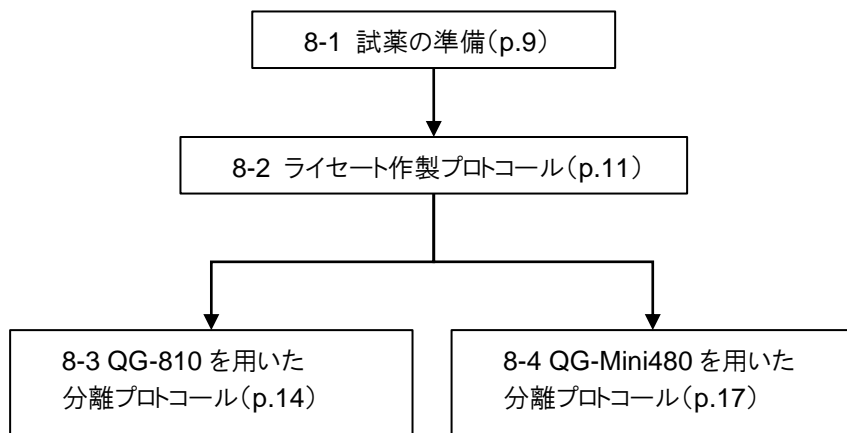 8-1 試薬の準備(p.9)
8-2 ライセート作製プロトコール(p.11)
8-3 QG-810 を用いた
分離プロトコール(p.14)
8-4 QG-Mini480 を用いた
分離プロトコール(p.17)